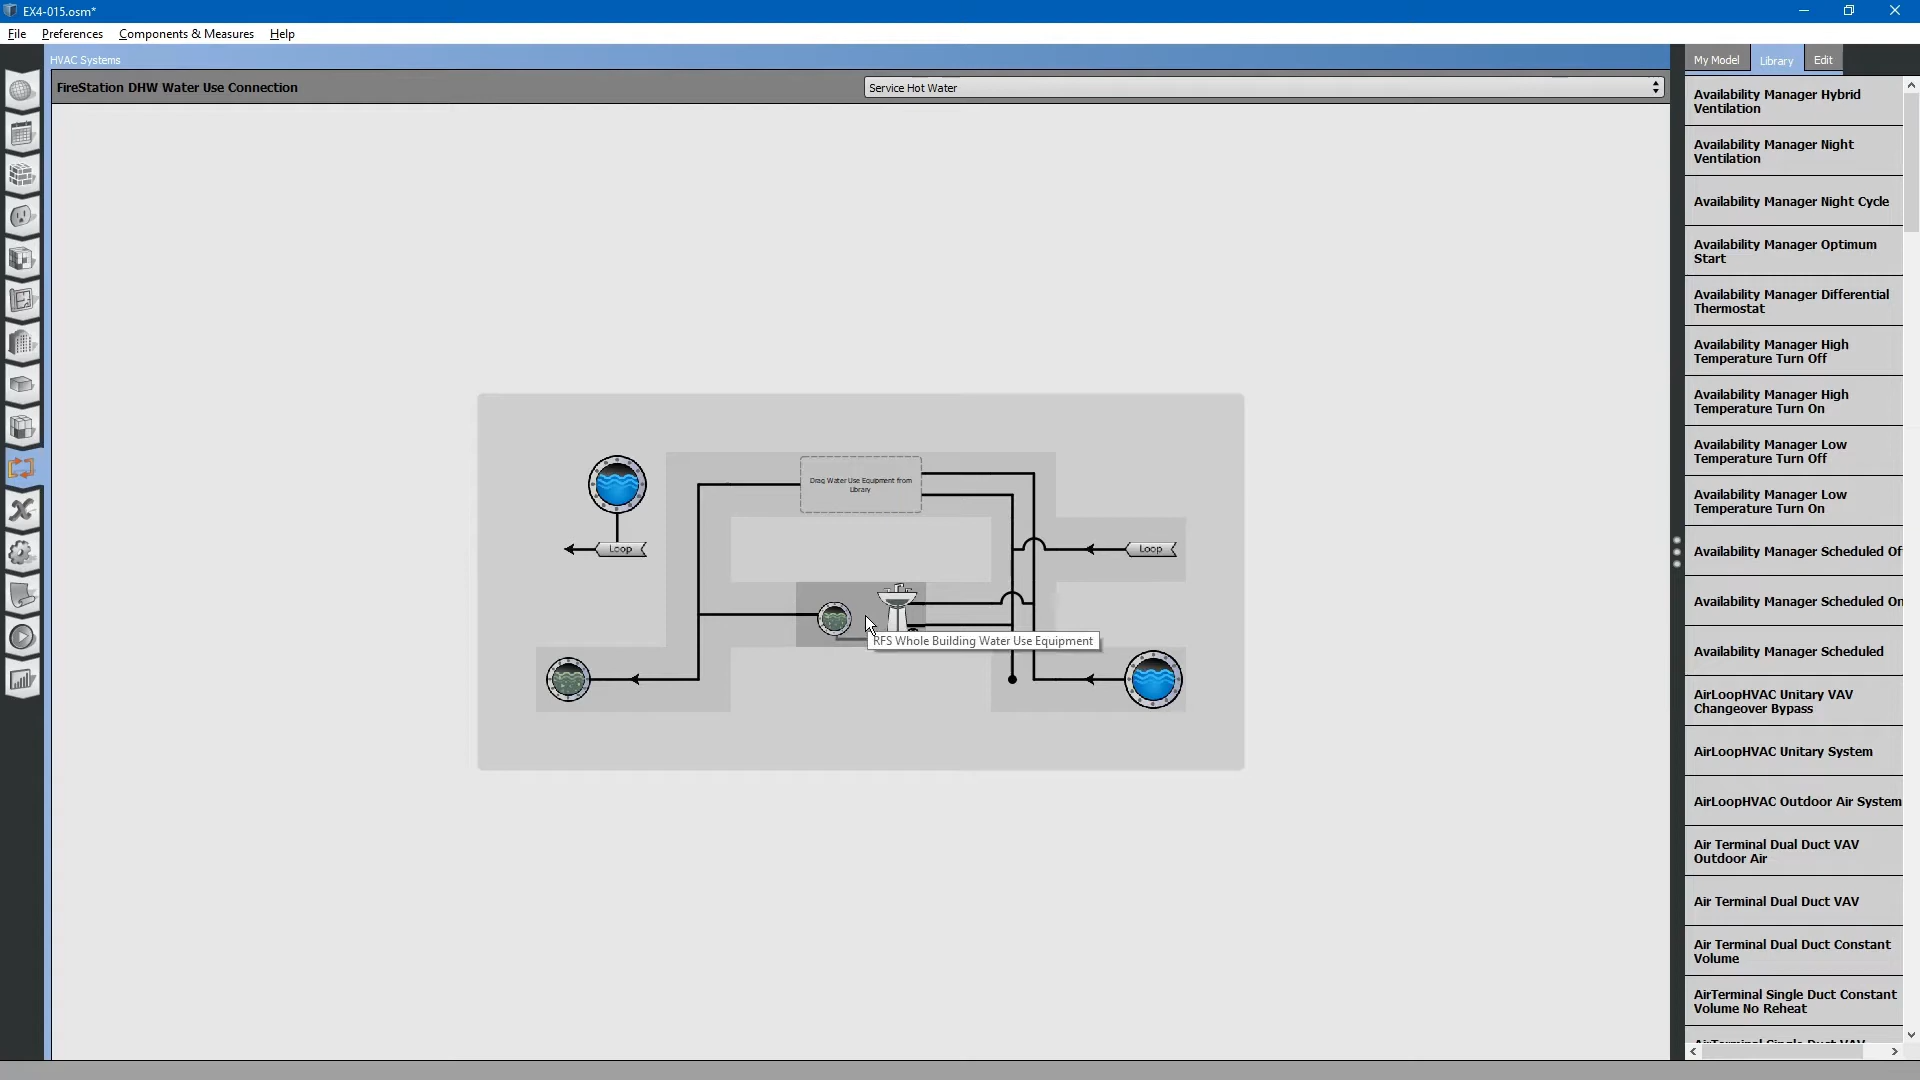 EX4-015.osm*
File Preferences Components & Measures Help
HVAC Systems
FireStation DHW Water Use Connection
Service Hot Water
My Model Library Edit
Drag Water Use Equipment from
Library
Loop
Loop
RFS Whole Building Water Use Equipment
Availability Manager Hybrid
Ventilation
Availability Manager Night
Ventilation
Availability Manager Night Cycle
Availability Manager Optimum
Start
Availability Manager Differential
Thermostat
Availability Manager High
Temperature Turn Off
Availability Manager High
Temperature Turn On
Availability Manager Low
Temperature Turn Off
Availability Manager Low
Temperature Turn On
Availability Manager Scheduled Of
Availability Manager Scheduled On
Availability Manager Scheduled
AirLoopHVAC Unitary VAV
Changeover Bypass
AirLoopHVAC Unitary System
AirLoopHVAC Outdoor Air System
Air Terminal Dual Duct VAV
Outdoor Air
Air Terminal Dual Duct VAV
Air Terminal Dual Duct Constant
Volume
AirTerminal Single Duct Constant
Volume No Reheat
AirTerminal Single Duct VAV